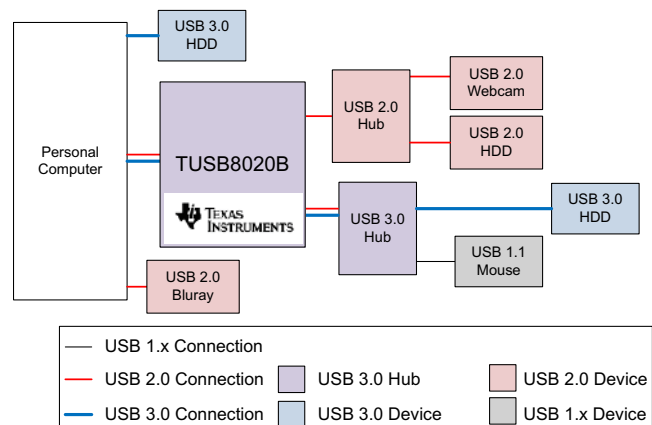 USB 3.0
HDD
Personal
Computer
TUSB8020B
TEXAS
INSTRUMENTS
USB 2.0
Hub
USB 2.0
Webcam
USB 2.0
HDD
USB 3.0
Hub
USB 3.0
HDD
USB 1.1
Mouse
USB 2.0
Bluray
USB 1.x Connection
USB 2.0 Connection
USB 3.0 Hub
USB 2.0 Device
USB 3.0 Connection
USB 3.0 Device
USB 1.x Device